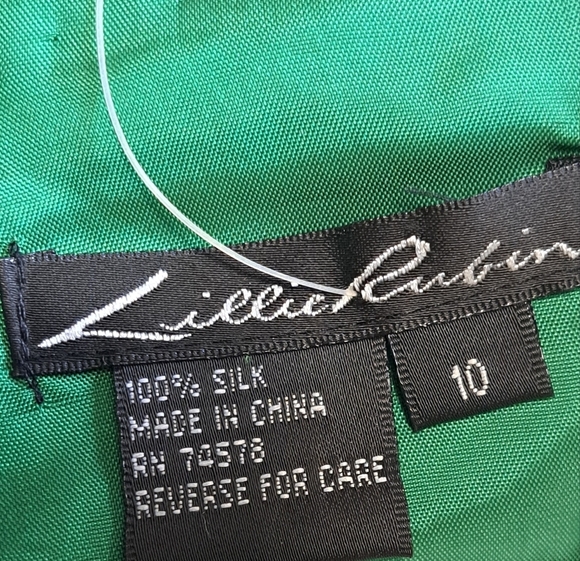 Lillie Rubin
10
100% SILK
MADE IN CHINA
RN 74578
REVERSE FOR CARE